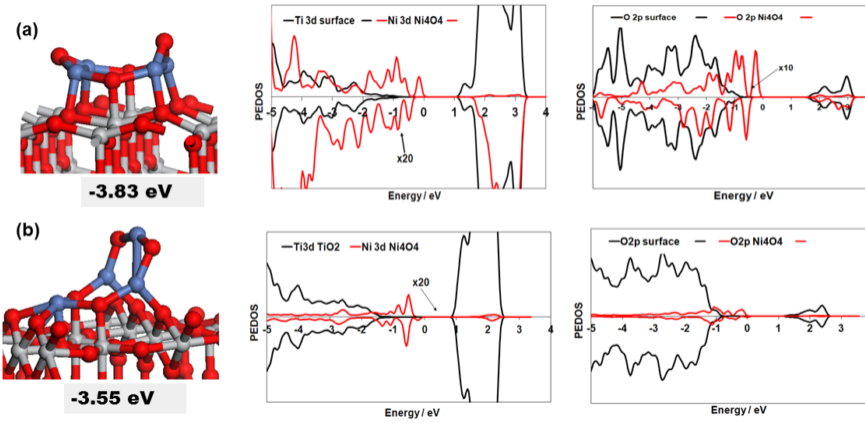 (a)
-3.83 eV
Ti 3d surface Ni 3d Ni4O4
PEDOS
-5 -4 -3 -2 -1 0 1 2 3 4
x20
Energy / eV
O 2p surface O 2p Ni4O4
PEDOS
x10
-5 -4 -3 -2 -1 0 1 2 3 4
Energy / eV
(b)
-3.55 eV
Ti3d TiO2 Ni 3d Ni4O4
PEDOS
x20
-5 -4 -3 -2 -1 0 1 2 3 4
Energy / eV
O2p surface O2p Ni4O4
PEDOS
-5 -4 -3 -2 -1 0 1 2 3 4
Energy / eV